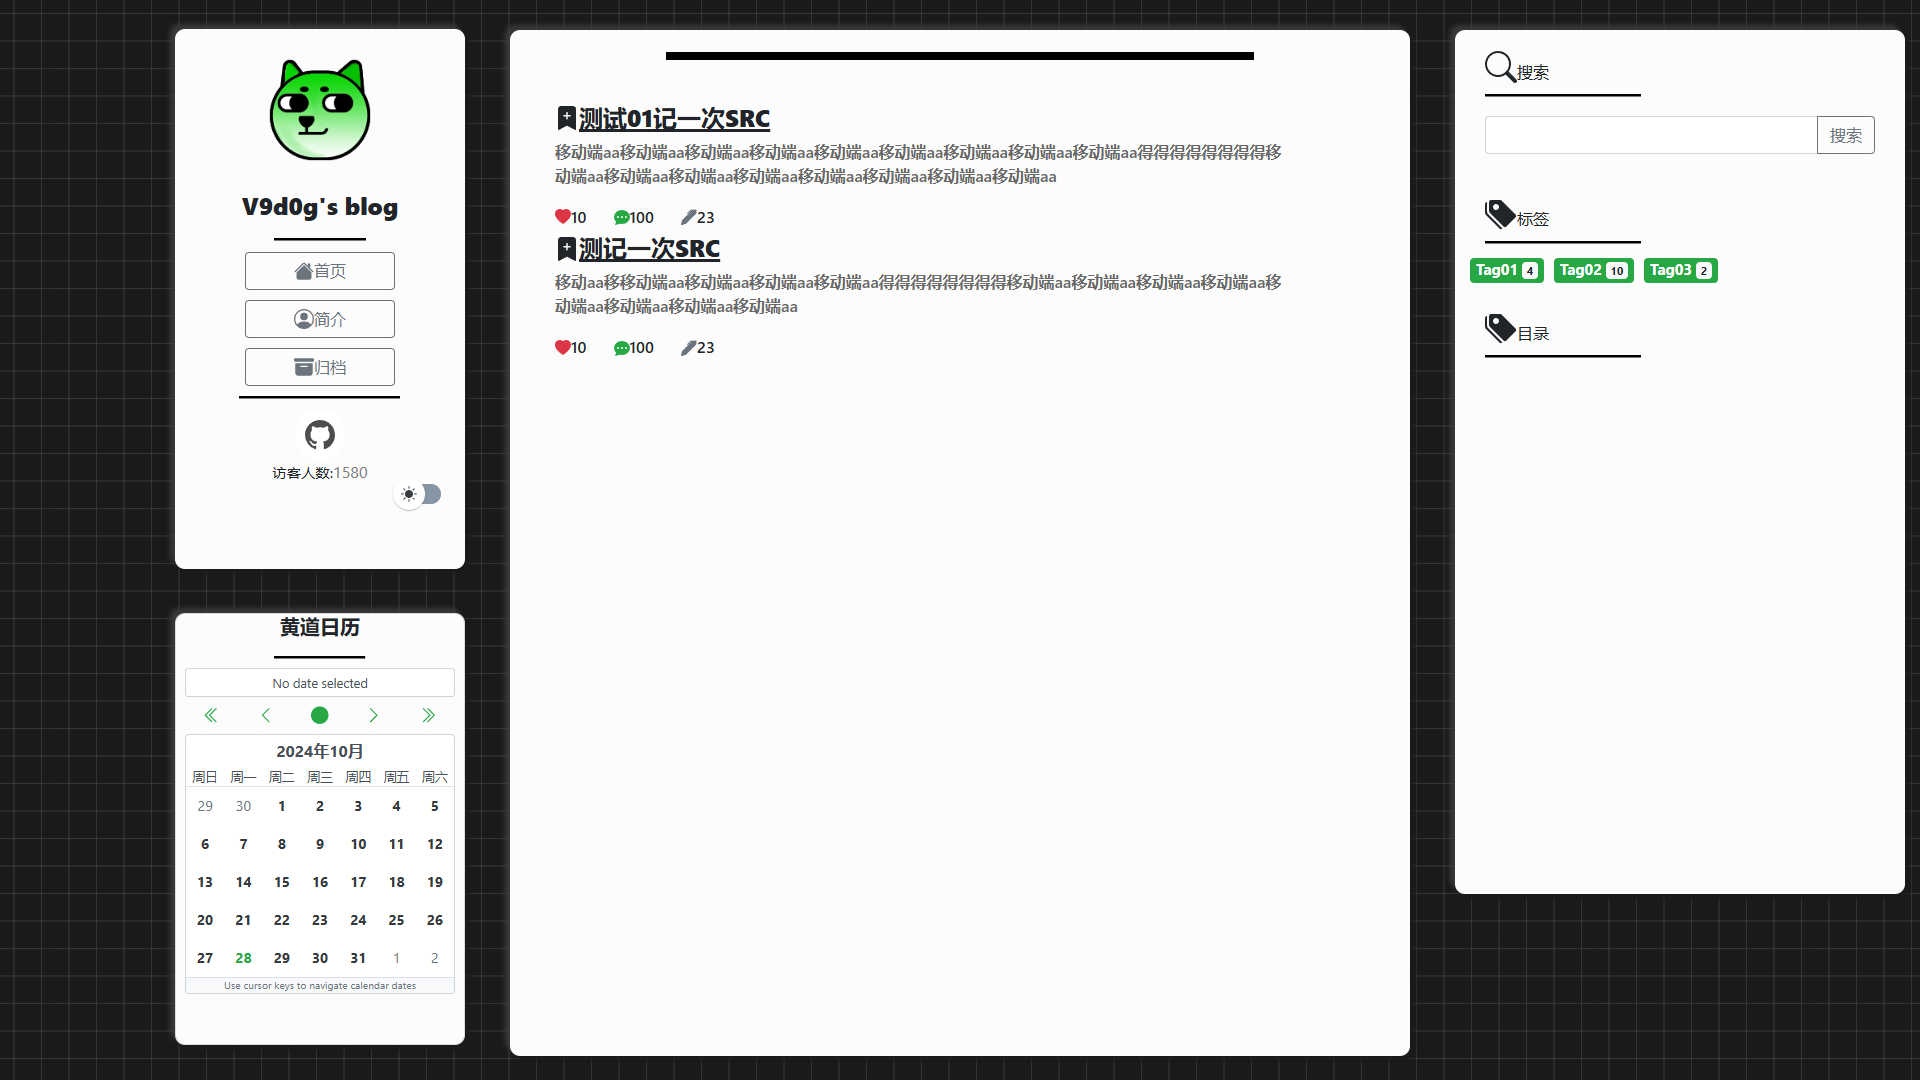 V9d0g's blog
首页
简介
归档
访客人数:1580
黄道日历
No date selected
2024年10月
周日 周一 周二 周三 周四 周五 周六
29 30 1 2 3 4 5
6 7 8 9 10 11 12
13 14 15 16 17 18 19
20 21 22 23 24 25 26
27 28 29 30 31 1 2
Use cursor keys to navigate calendar dates
测试01记一次SRC
移动端aa移动端aa移动端aa移动端aa移动端aa移动端aa移动端aa移动端aa移动端aa得得得得得得得得移
动端aa移动端aa移动端aa移动端aa移动端aa移动端aa移动端aa移动端aa
10 100 23
测记一次SRC
移动aa移移动端aa移动端aa移动端aa移动端aa得得得得得得得得移动端aa移动端aa移动端aa移动端aa移
动端aa移动端aa移动端aa移动端aa
10 100 23
搜索
搜索
标签
Tag01 4 Tag02 10 Tag03 2
目录